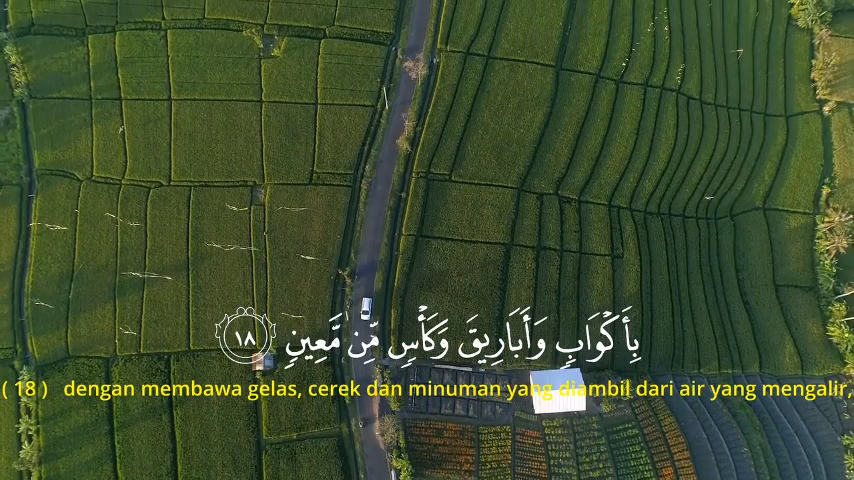 بِأَكْوَابٍ وَأَبَارِيقَ وَكَأْسٍ مِّن مَّعِينٍ ١٨
( 18 ) dengan membawa gelas, cerek dan minuman yang diambil dari air yang mengalir,